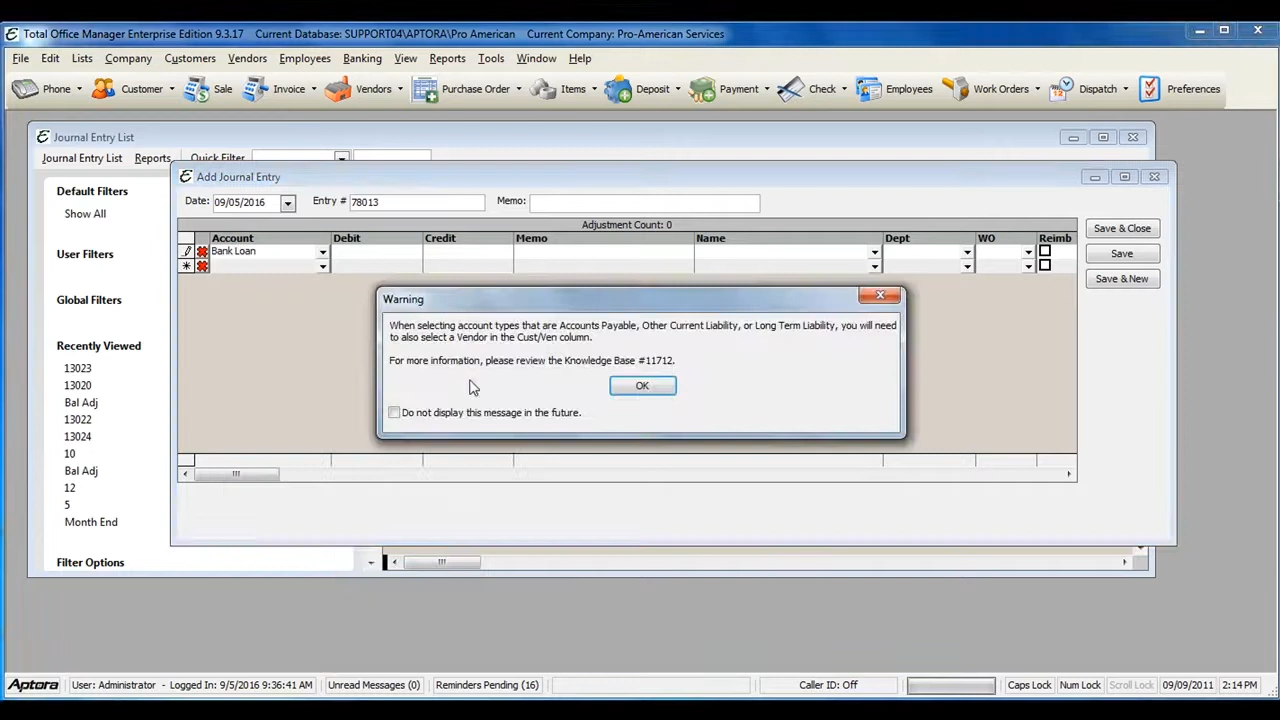 Total Office Manager Enterprise Edition 9.3.17 Current Database: SUPPORT04\APTORA\Pro American Current Company: Pro-American Services
File Edit Lists Company Customers Vendors Employees Banking View Reports Tools Window Help
Phone Customer Sale Invoice Vendors Purchase Order Items Deposit Payment Check Employees Work Orders Dispatch Preferences
Journal Entry List
Journal Entry List Reports Quick Filter
Add Journal Entry
Default Filters
Show All
User Filters
Global Filters
Recently Viewed
13023
13020
Bal Adj
13022
13024
10
Bal Adj
12
5
Month End
Filter Options
Date: 09/05/2016 Entry # 78013 Memo:
Adjustment Count: 0
Account Debit Credit Memo Name Dept WO Reimb
Bank Loan
Save & Close
Save
Save & New
Warning
When selecting account types that are Accounts Payable, Other Current Liability, or Long Term Liability, you will need
to also select a Vendor in the Cust/Ven column.
For more information, please review the Knowledge Base #11712.
OK
Do not display this message in the future.
Aptora User: Administrator - Logged In: 9/5/2016 9:36:41 AM Unread Messages (0) Reminders Pending (16) Caller ID: Off Caps Lock Num Lock Scroll Lock 09/09/2011 2:14 PM